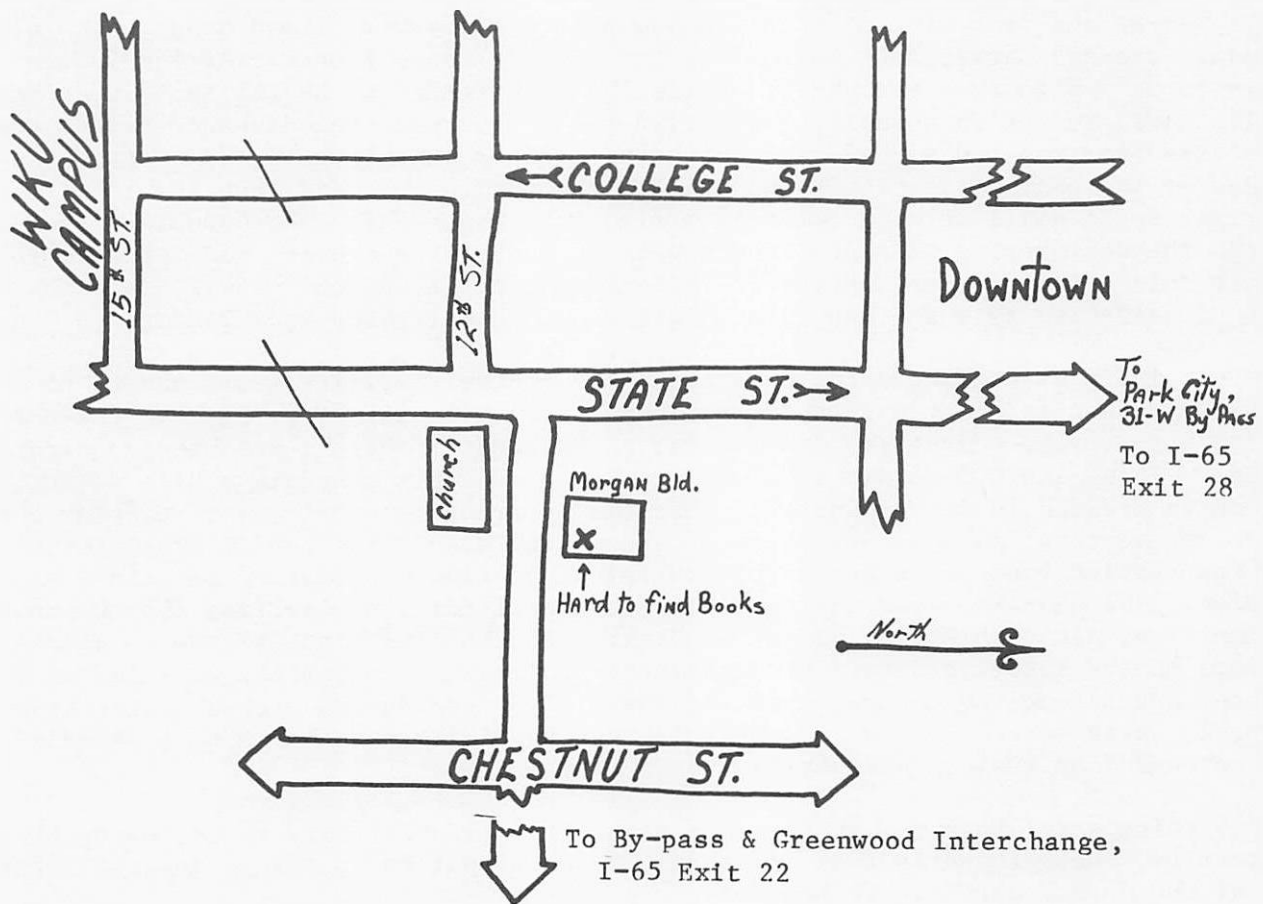 WKU
CAMPUS
15th ST.
12th ST.
COLLEGE ST.
DOWNTOWN
STATE ST.
To
Park City,
31-W By Pass
To I-65
Exit 28
Church
Morgan Bld.
X
Hard to find Books
North
CHESTNUT ST.
To By-pass & Greenwood Interchange,
I-65 Exit 22